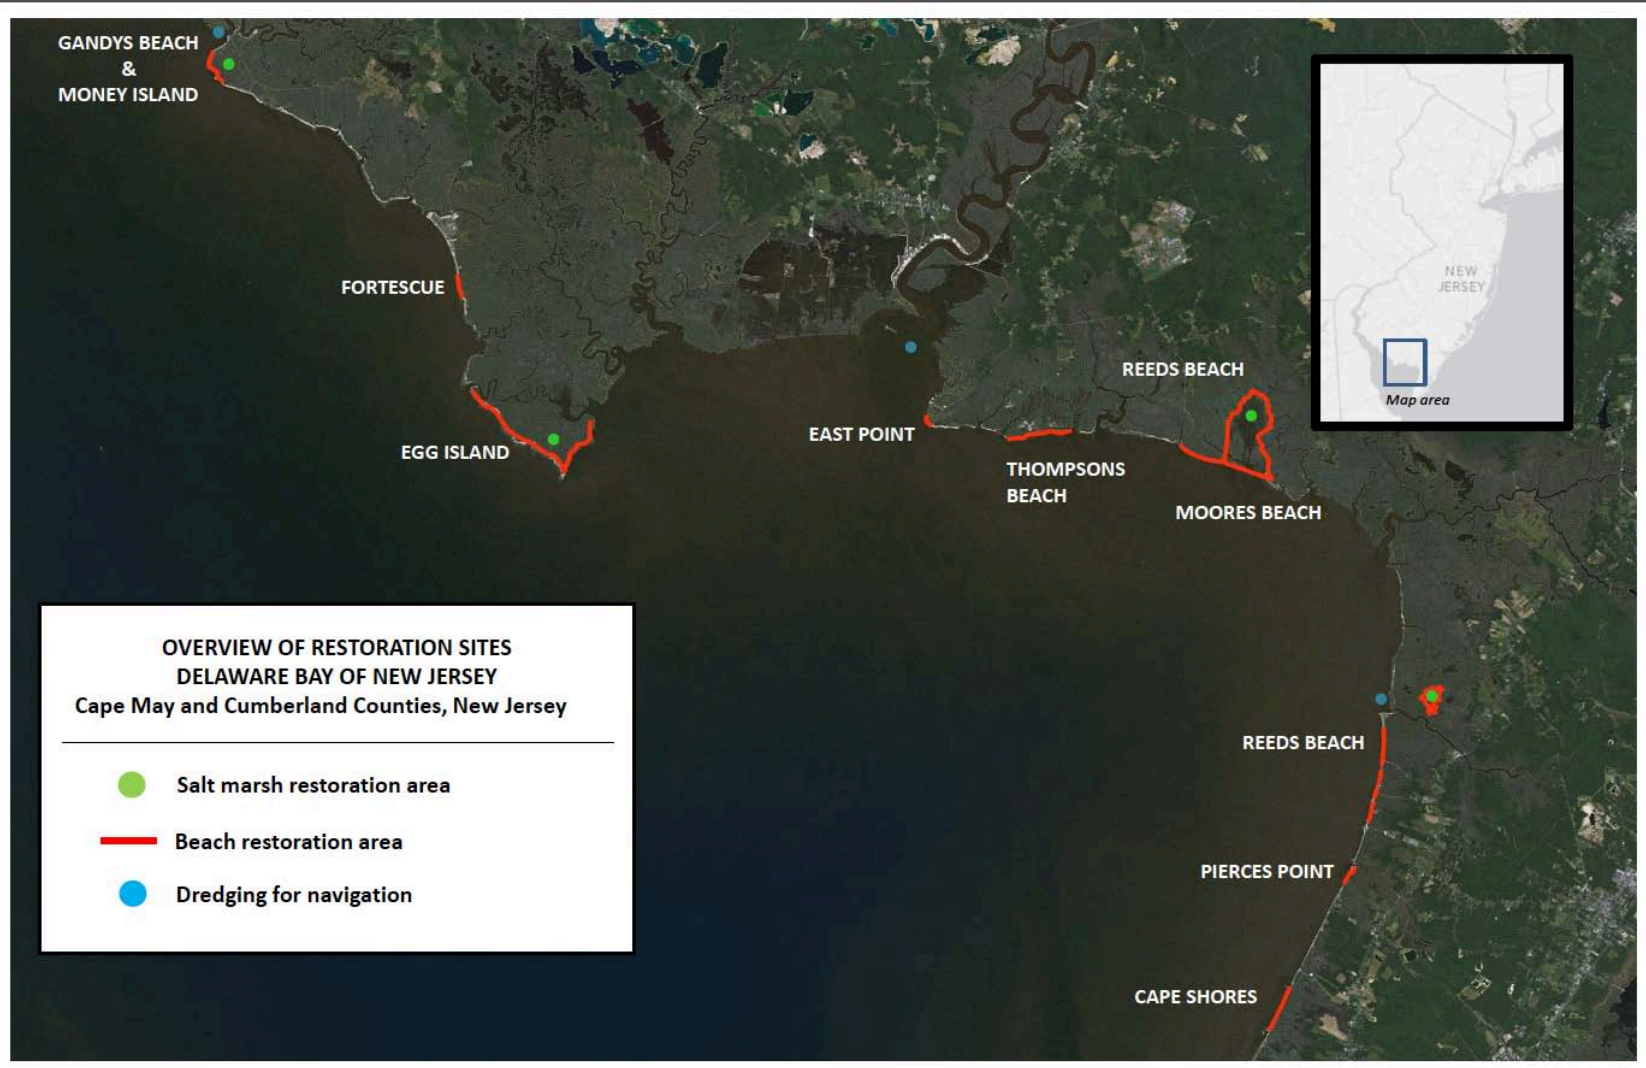 GANDYS BEACH
&
MONEY ISLAND
FORTESCUE
EGG ISLAND
EAST POINT
THOMPSONS
BEACH
REEDS BEACH
MOORES BEACH
NEW
JERSEY
Map area
REEDS BEACH
PIERCES POINT
CAPE SHORES
OVERVIEW OF RESTORATION SITES
DELAWARE BAY OF NEW JERSEY
Cape May and Cumberland Counties, New Jersey
Salt marsh restoration area
Beach restoration area
Dredging for navigation